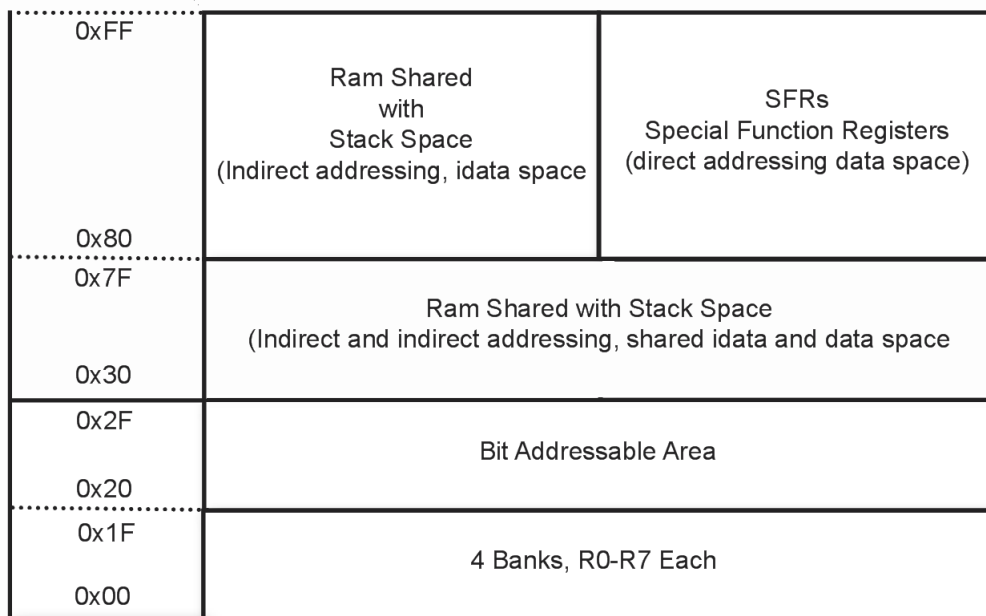 0xFF
Ram Shared
with
Stack Space
(Indirect addressing, idata space
SFRs
Special Function Registers
(direct addressing data space)
0x80
0x7F
Ram Shared with Stack Space
(Indirect and indirect addressing, shared idata and data space
0x30
0x2F
Bit Addressable Area
0x20
0x1F
4 Banks, R0-R7 Each
0x00